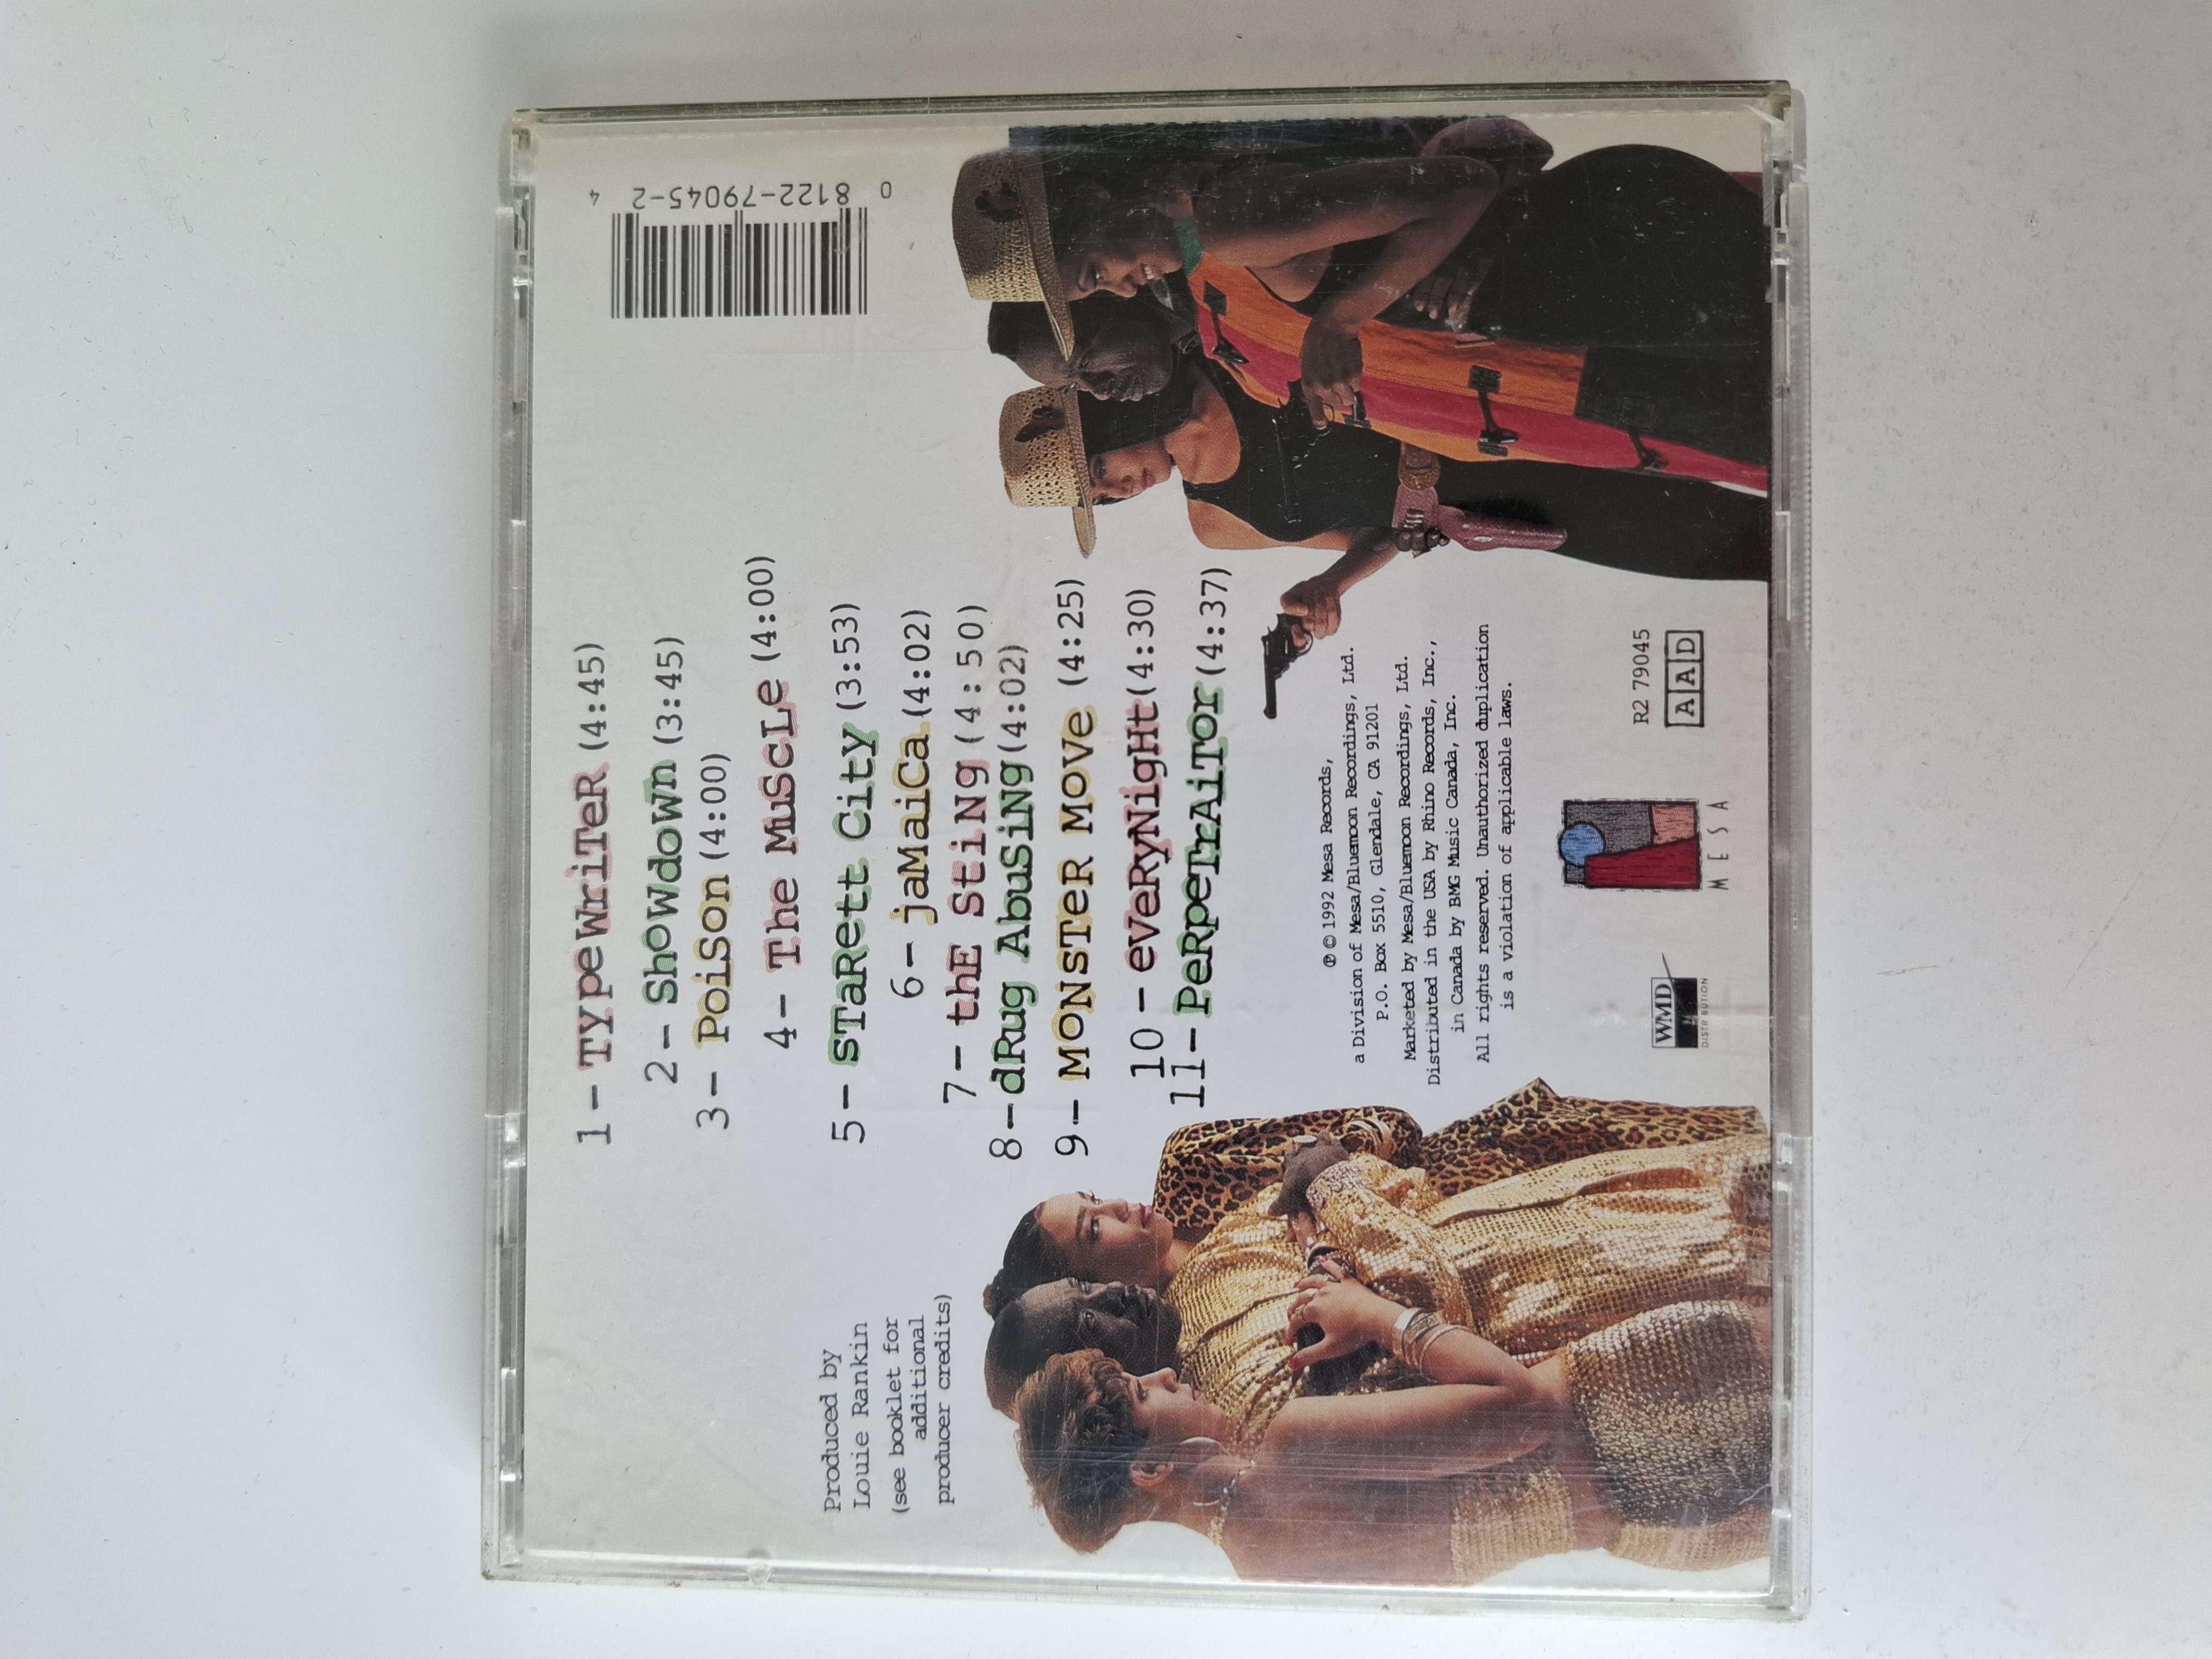 1- TYpeWriTeR (4:45)
2- ShoWdoWn (3:45)
3- PoiSon (4:00)
4- The MuscLe (4:00)
5- STaRett City (3:53)
6- jaMaiCa (4:02)
7- thE StiNg (4:50)
8- dRug AbuSiNg (4:02)
9- MONsTeR MOVe (4:25)
10- eVeRyNigHt (4:30)
11- PeRpeTrAiTor (4:37)
Produced by
Louie Rankin
(see booklet for
additional
producer credits)
0 8122-79045-2 4
℗ © 1992 Mesa Records,
a Division of Mesa/Bluemoon Recordings, Ltd.
P.O. Box 5510, Glendale, CA 91201
Marketed by Mesa/Bluemoon Recordings, Ltd.
Distributed in the USA by Rhino Records, Inc.,
in Canada by BMG Music Canada, Inc.
All rights reserved. Unauthorized duplication
is a violation of applicable laws.
WMD
DISTRIBUTION
MESA
R2 79045
AAD